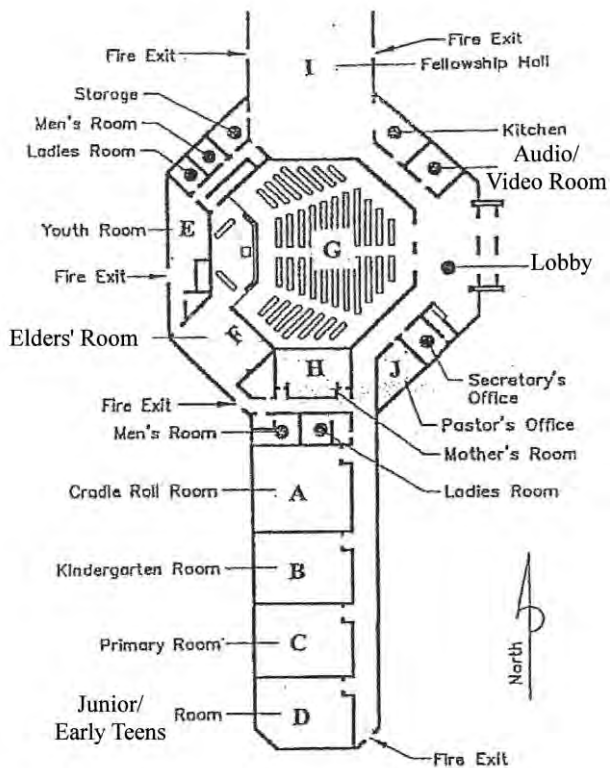 Fire Exit
Fire Exit
I
Fellowship Hall
Storage
Men's Room
Ladies Room
Kitchen
Audio/
Video Room
E
Youth Room
G
Fire Exit
Lobby
Elders' Room
F
H
J
Secretary's
Office
Fire Exit
Pastor's Office
Men's Room
Mother's Room
Ladies Room
Cradle Roll Room
A
Kindergarten Room
B
Primary Room
C
Junior/
Early Teens
Room
D
North
Fire Exit